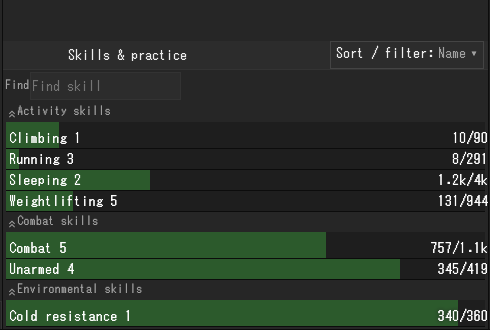 Skills & practice
Sort / filter: Name ▾
Find Find skill
Activity skills
Climbing 1 10/90
Running 3 8/291
Sleeping 2 1.2k/4k
Weightlifting 5 131/944
Combat skills
Combat 5 757/1.1k
Unarmed 4 345/419
Environmental skills
Cold resistance 1 340/360